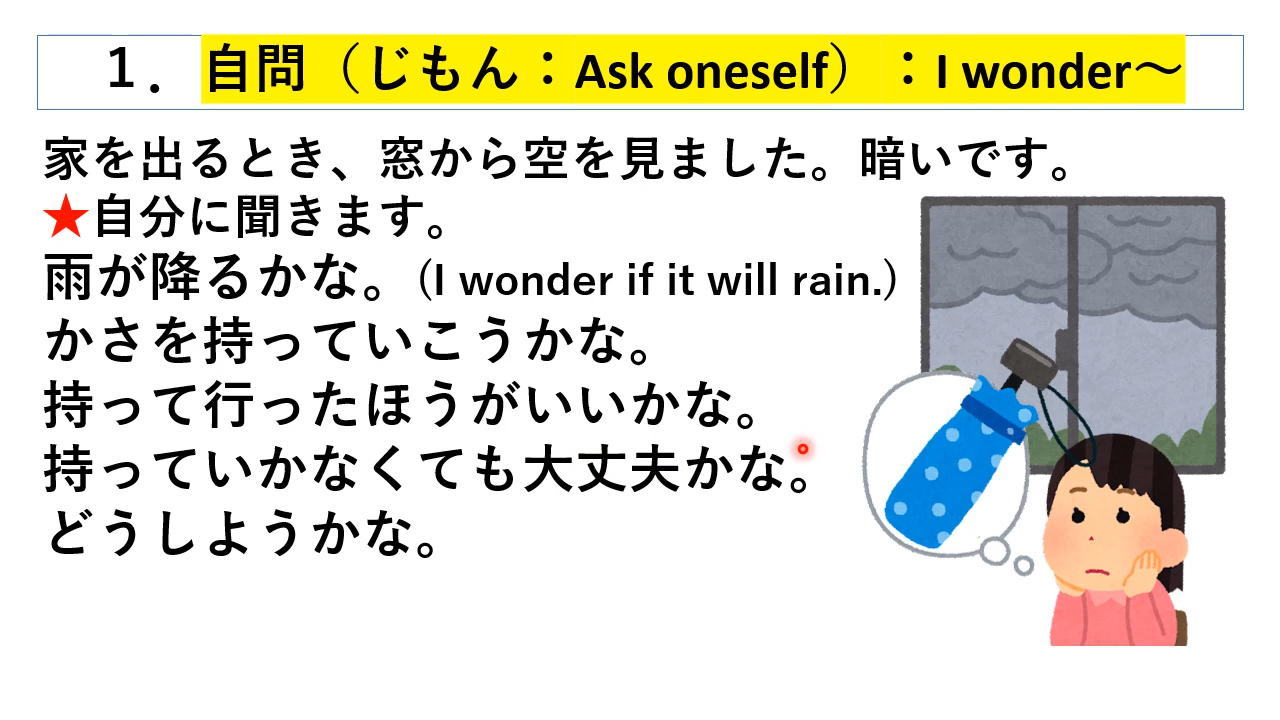 １．自問（じもん：Ask oneself）：I wonder～
家を出るとき、窓から空を見ました。暗いです。
★自分に聞きます。
雨が降るかな。(I wonder if it will rain.)
かさを持っていこうかな。
持って行ったほうがいいかな。
持っていかなくても大丈夫かな。
どうしようかな。